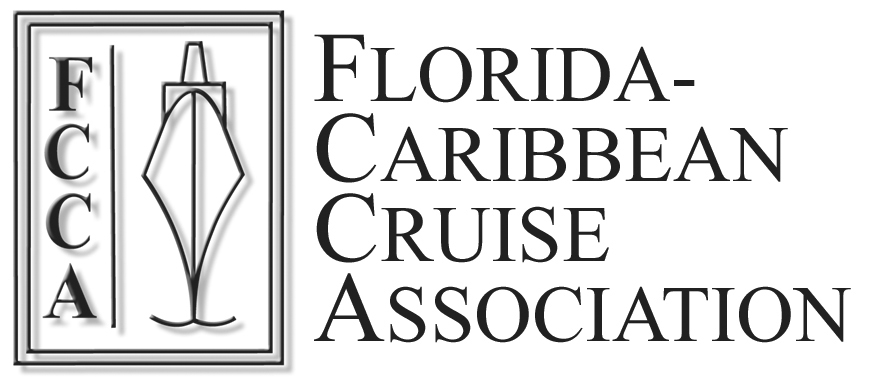 F
C
C
A
FLORIDA-
CARIBBEAN
CRUISE
ASSOCIATION